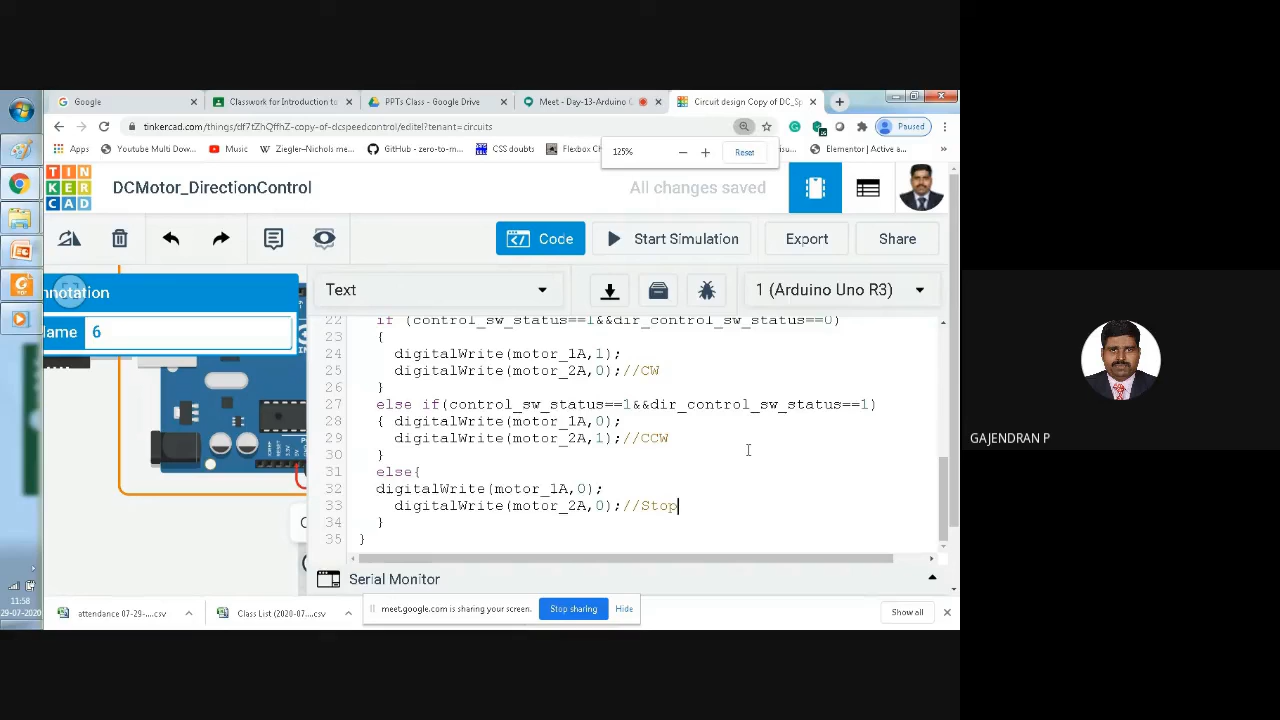 Google
Classwork for Introduction to
PPTs Class - Google Drive
Meet - Day-13-Arduino
Circuit design Copy of DC_Sp
tinkercad.com/things/df7tZhQffhZ-copy-of-dcspeedcontrol/editel?tenant=circuits
Paused
Apps
Youtube Multi Dow...
Music
Ziegler–Nichols me...
GitHub - zero-to-m...
CSS doubts
Flexbox
Elementor | Active a...
»
125%
Reset
TIN
KER
CAD
DCMotor_DirectionControl
All changes saved
Code
Start Simulation
Export
Share
nnotation
Name
6
Text
1 (Arduino Uno R3)
22 if (control_sw_status==1&&dir_control_sw_status==0)
23 {
24 digitalWrite(motor_1A,1);
25 digitalWrite(motor_2A,0);//CW
26 }
27 else if(control_sw_status==1&&dir_control_sw_status==1)
28 { digitalWrite(motor_1A,0);
29 digitalWrite(motor_2A,1);//CCW
30 }
31 else{
32 digitalWrite(motor_1A,0);
33 digitalWrite(motor_2A,0);//Stop
34 }
35 }
Serial Monitor
GAJENDRAN P
11:58
29-07-2020
attendance 07-29-....csv
Class List (2020-07....csv
meet.google.com is sharing your screen.
Stop sharing
Hide
Show all